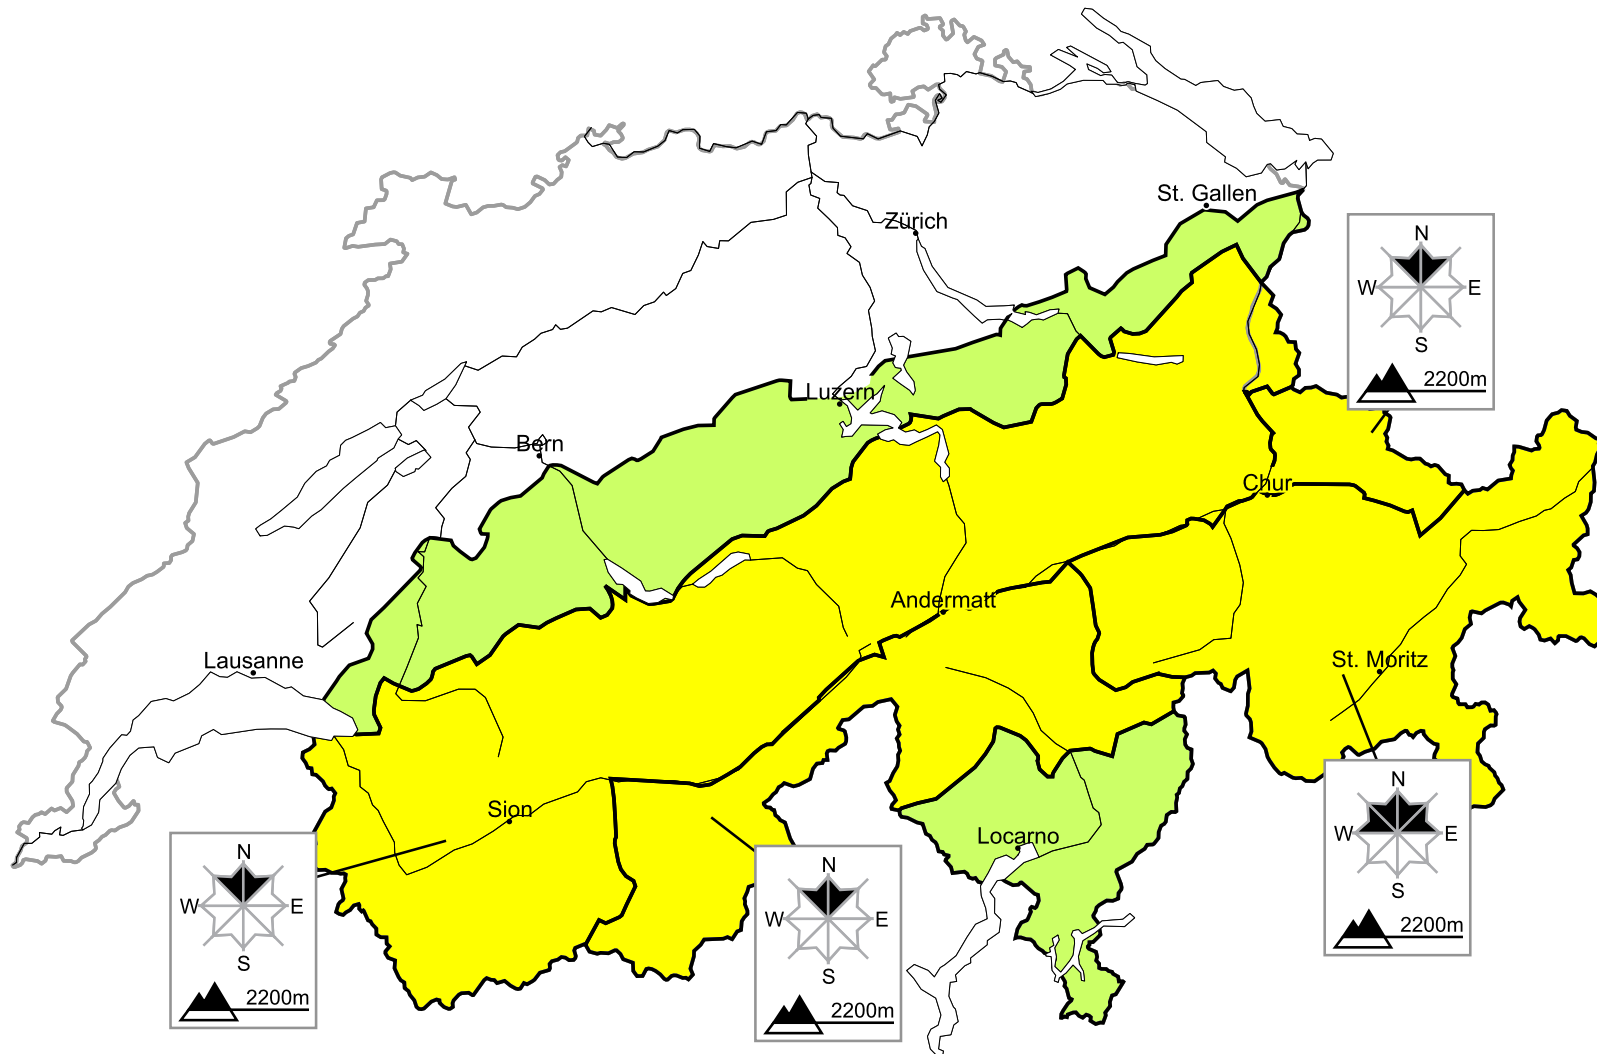 St. Gallen
Zürich
N
W E
S
2200m
Luzern
Bern
Chur
Andermatt
Lausanne
St. Moritz
N
W E
S
2200m
Sion
Locarno
N
W E
S
2200m
N
W E
S
2200m